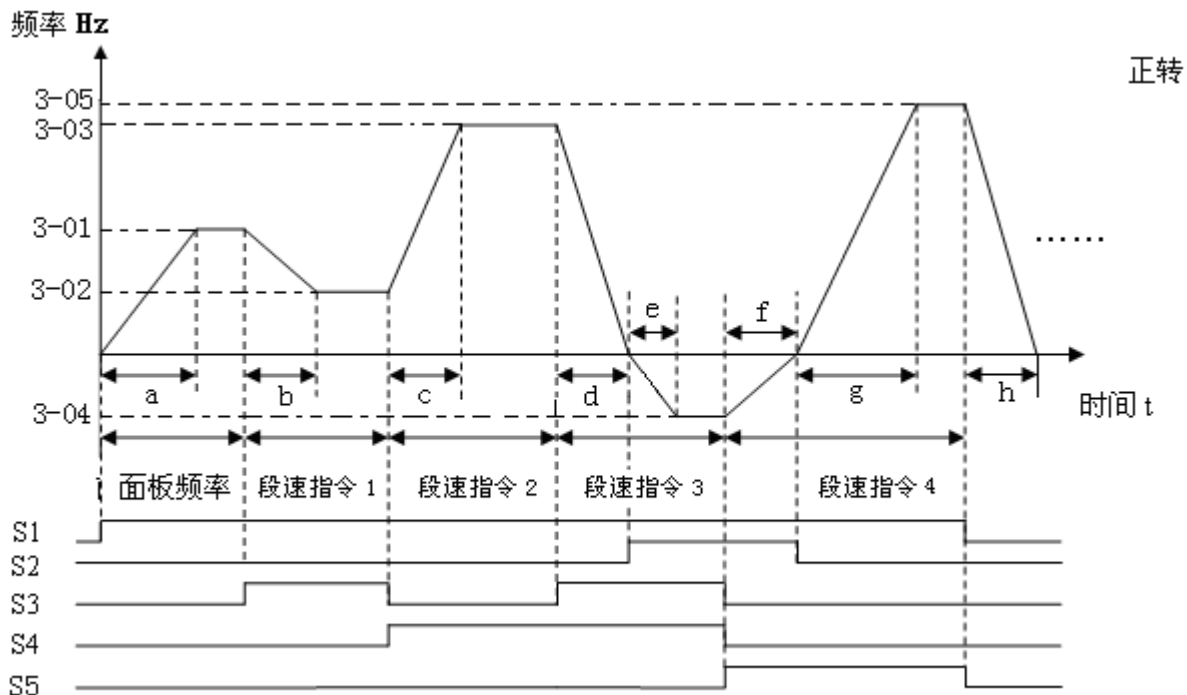 频率 Hz
正转
3-05
3-03
3-01
3-02
3-04
......
e
f
a
b
c
d
g
h
时间 t
面板频率
段速指令 1
段速指令 2
段速指令 3
段速指令 4
S1
S2
S3
S4
S5